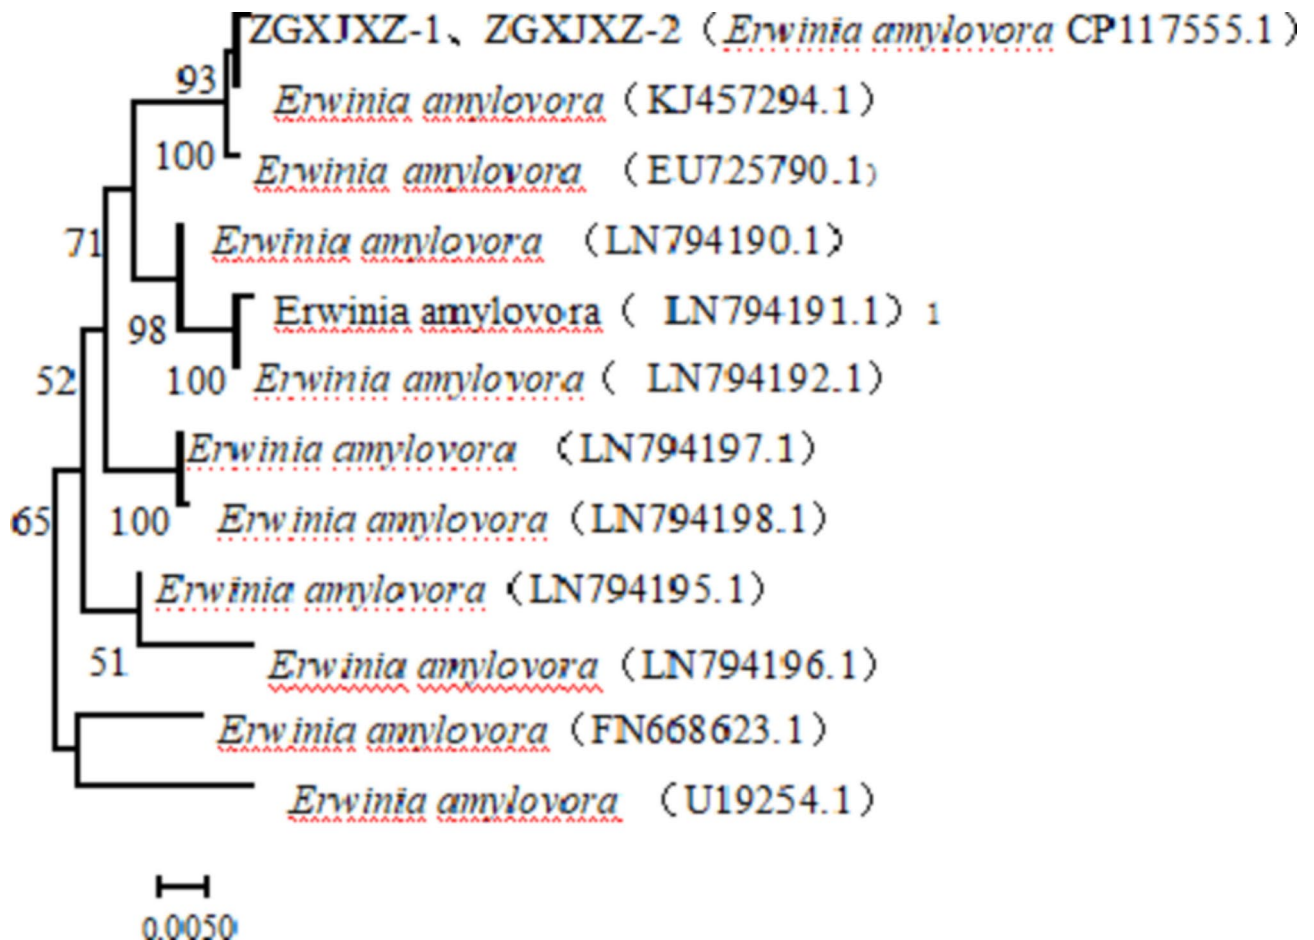 ZGXJXZ-1、ZGXJXZ-2（Erwinia amylovora CP117555.1）
93
Erwinia amylovora（KJ457294.1）
100
Erwinia amylovora （EU725790.1）
71
Erwinia amylovora （LN794190.1）
98
Erwinia amylovora（ LN794191.1）1
52
100
Erwinia amylovora（ LN794192.1）
Erwinia amylovora （LN794197.1）
65
100
Erwinia amylovora（LN794198.1）
Erwinia amylovora（LN794195.1）
51
Erwinia amylovora（LN794196.1）
Erwinia amylovora（FN668623.1）
Erwinia amylovora （U19254.1）
0.0050